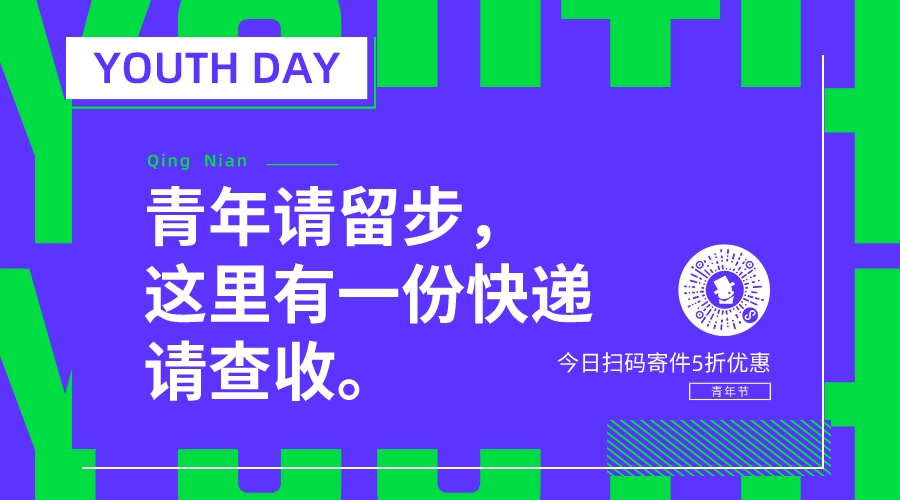 YOUTH DAY
Qing Nian
青年请留步，
这里有一份快递
请查收。
今日扫码寄件5折优惠
青年节